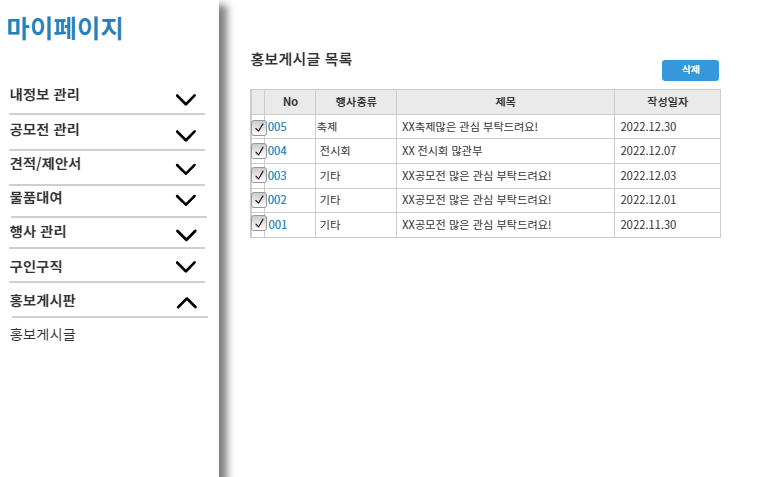 마이페이지
내정보 관리
공모전 관리
견적/제안서
물품대여
행사 관리
구인구직
홍보게시판
홍보게시글
홍보게시글 목록
삭제
No 행사종류 제목 작성일자
005 축제 XX축제많은 관심 부탁드려요! 2022.12.30
004 전시회 XX 전시회 많관부 2022.12.07
003 기타 XX공모전 많은 관심 부탁드려요! 2022.12.03
002 기타 XX공모전 많은 관심 부탁드려요! 2022.12.01
001 기타 XX공모전 많은 관심 부탁드려요! 2022.11.30